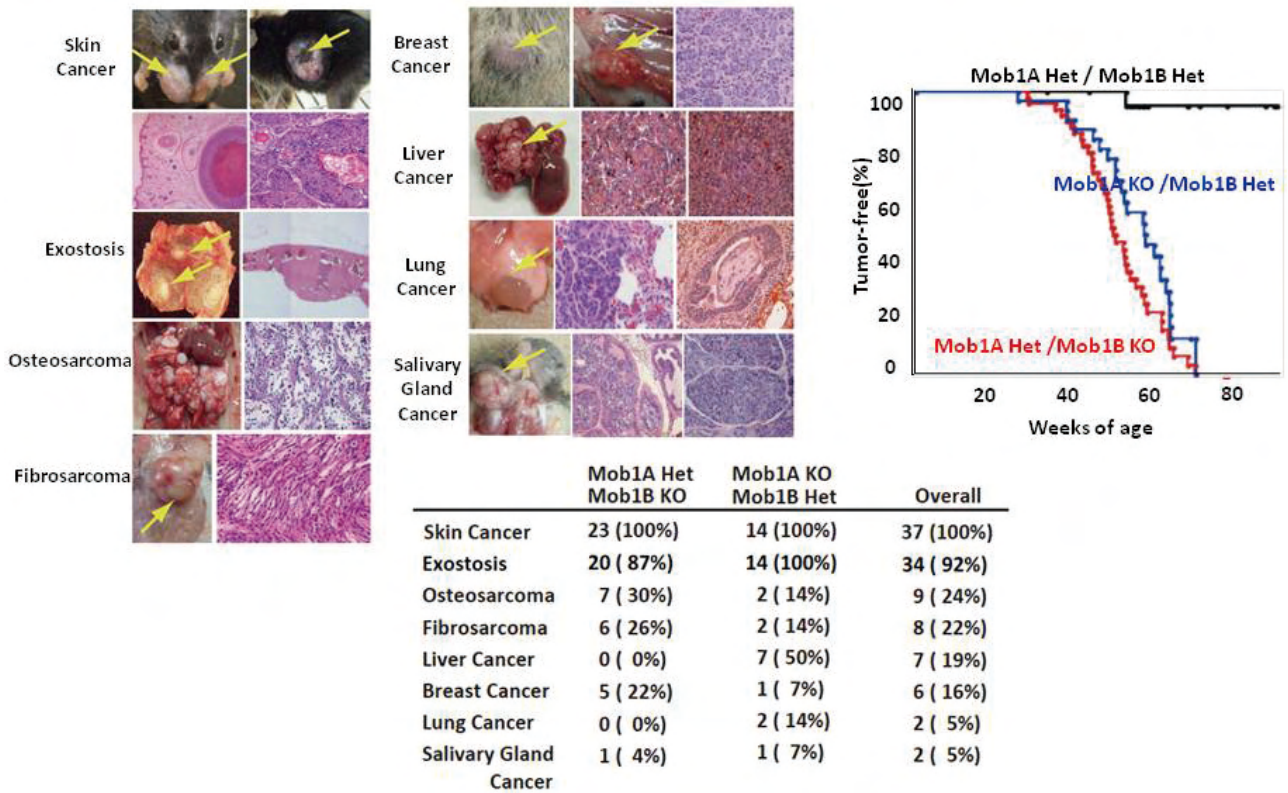 Skin
Cancer
Exostosis
Osteosarcoma
Fibrosarcoma
Breast
Cancer
Liver
Cancer
Lung
Cancer
Salivary
Gland
Cancer
Mob1A Het / Mob1B Het
Mob1A KO /Mob1B Het
Mob1A Het /Mob1B KO
Tumor-free(%)
100
80
60
40
20
0
20 40 60 80
Weeks of age
Mob1A Het Mob1A KO
Mob1B KO Mob1B Het Overall
Skin Cancer 23 (100%) 14 (100%) 37 (100%)
Exostosis 20 ( 87%) 14 (100%) 34 ( 92%)
Osteosarcoma 7 ( 30%) 2 ( 14%) 9 ( 24%)
Fibrosarcoma 6 ( 26%) 2 ( 14%) 8 ( 22%)
Liver Cancer 0 ( 0%) 7 ( 50%) 7 ( 19%)
Breast Cancer 5 ( 22%) 1 ( 7%) 6 ( 16%)
Lung Cancer 0 ( 0%) 2 ( 14%) 2 ( 5%)
Salivary Gland 1 ( 4%) 1 ( 7%) 2 ( 5%)
Cancer